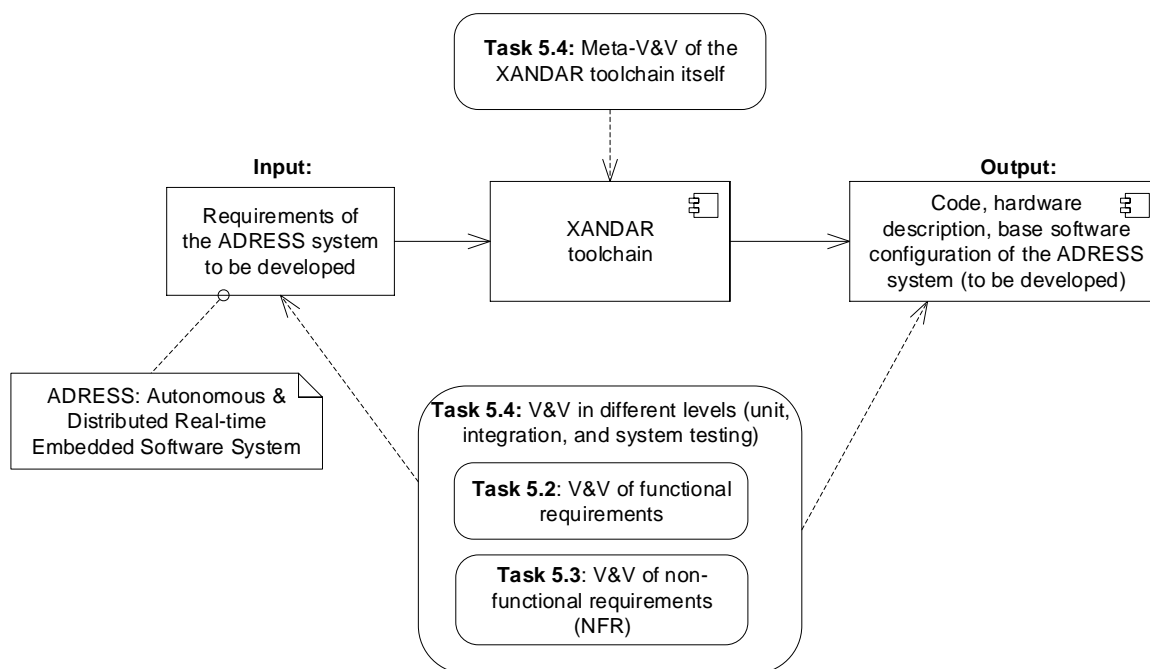 Task 5.4: Meta-V&V of the
XANDAR toolchain itself
Input:
Requirements of
the ADRESS system
to be developed
XANDAR
toolchain
Output:
Code, hardware
description, base software
configuration of the ADRESS
system (to be developed)
ADRESS: Autonomous &
Distributed Real-time
Embedded Software System
Task 5.4: V&V in different levels (unit,
integration, and system testing)
Task 5.2: V&V of functional
requirements
Task 5.3: V&V of non-
functional requirements
(NFR)